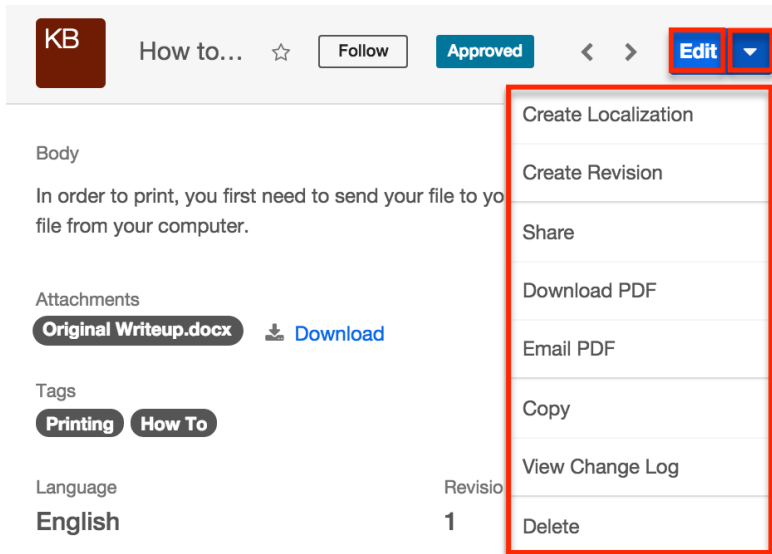 KB
How to...
Follow
Approved
Edit
Create Localization
Create Revision
Share
Download PDF
Email PDF
Copy
View Change Log
Delete
Body
In order to print, you first need to send your file to yo
file from your computer.
Attachments
Original Writeup.docx
Download
Tags
Printing How To
Language
English
Revisio
1